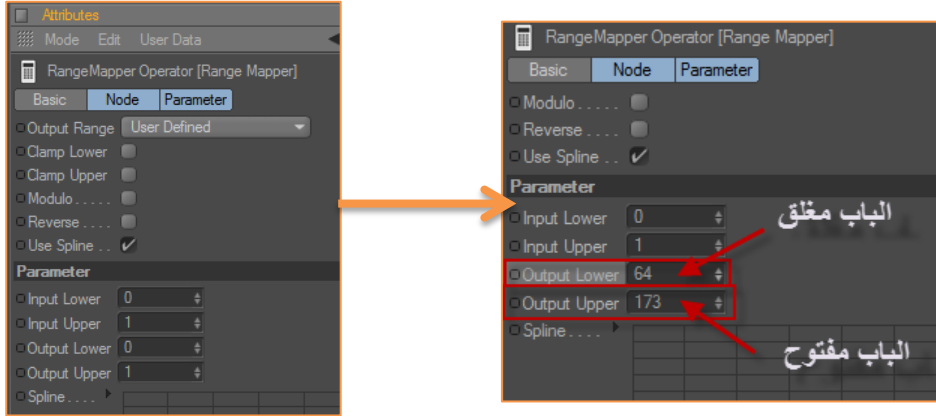 Attributes
Mode Edit User Data
RangeMapper Operator [Range Mapper]
Basic Node Parameter
Output Range User Defined
Clamp Lower
Clamp Upper
Modulo.....
Reverse....
Use Spline..
Parameter
Input Lower 0
Input Upper 1
Output Lower 0
Output Upper 1
Spline....
RangeMapper Operator [Range Mapper]
Basic Node Parameter
Modulo.....
Reverse....
Use Spline..
Parameter
Input Lower 0
الباب مغلق
Input Upper 1
Output Lower 64
Output Upper 173
Spline....
الباب مفتوح